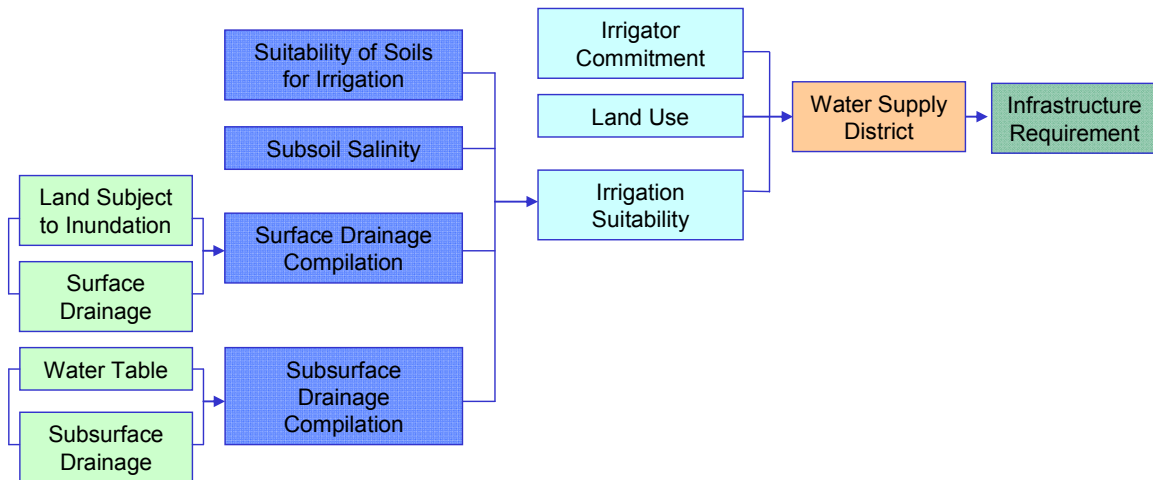 Suitability of Soils
for Irrigation
Subsoil Salinity
Land Subject
to Inundation
Surface
Drainage
Surface Drainage
Compilation
Water Table
Subsurface
Drainage
Subsurface
Drainage
Compilation
Irrigator
Commitment
Land Use
Irrigation
Suitability
Water Supply
District
Infrastructure
Requirement